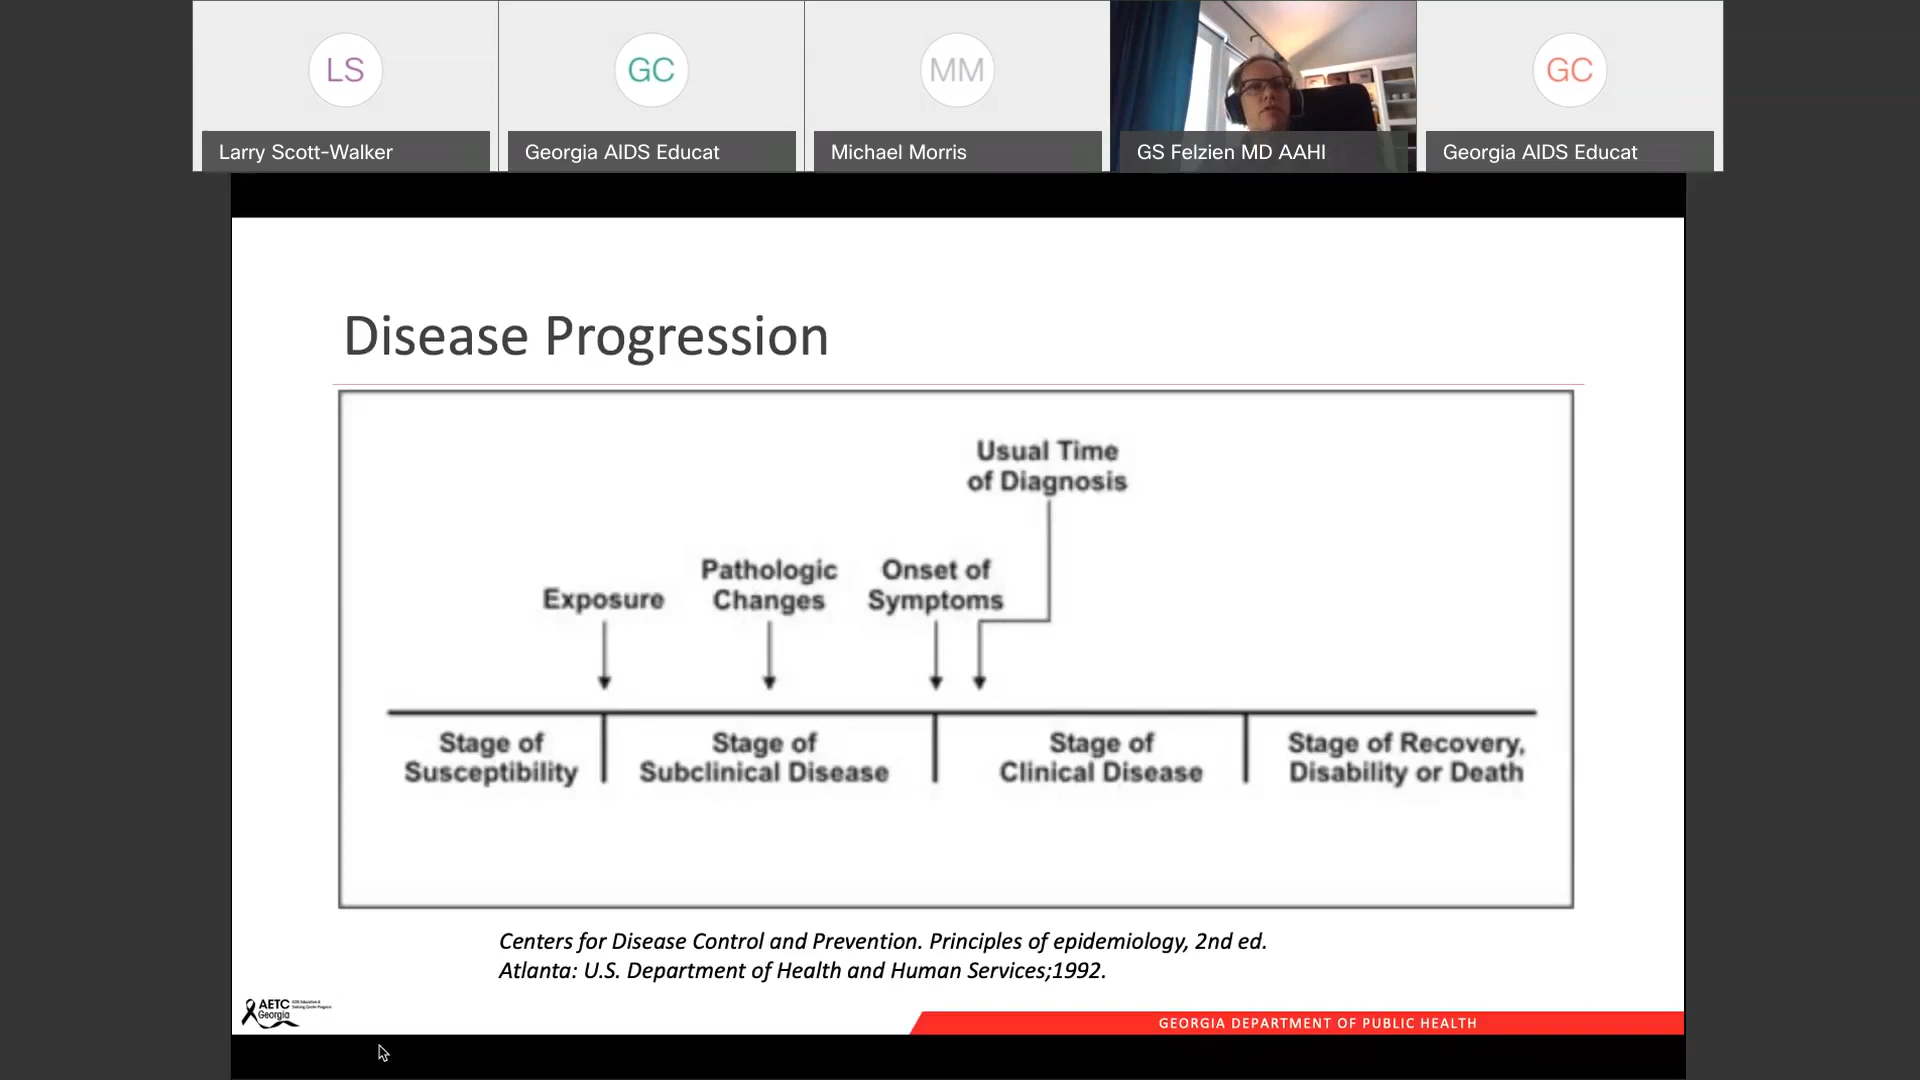 LS
GC
MM
GC
Larry Scott-Walker
Georgia AIDS Educat
Michael Morris
GS Felzien MD AAHI
Georgia AIDS Educat
Disease Progression
Usual Time
of Diagnosis
Exposure
Pathologic
Changes
Onset of
Symptoms
Stage of
Susceptibility
Stage of
Subclinical Disease
Stage of
Clinical Disease
Stage of Recovery,
Disability or Death
Centers for Disease Control and Prevention. Principles of epidemiology, 2nd ed.
Atlanta: U.S. Department of Health and Human Services;1992.
AETC
Georgia
GEORGIA DEPARTMENT OF PUBLIC HEALTH